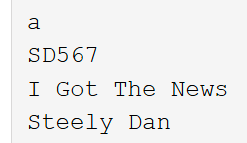 a
SD567
I Got The News
Steely Dan